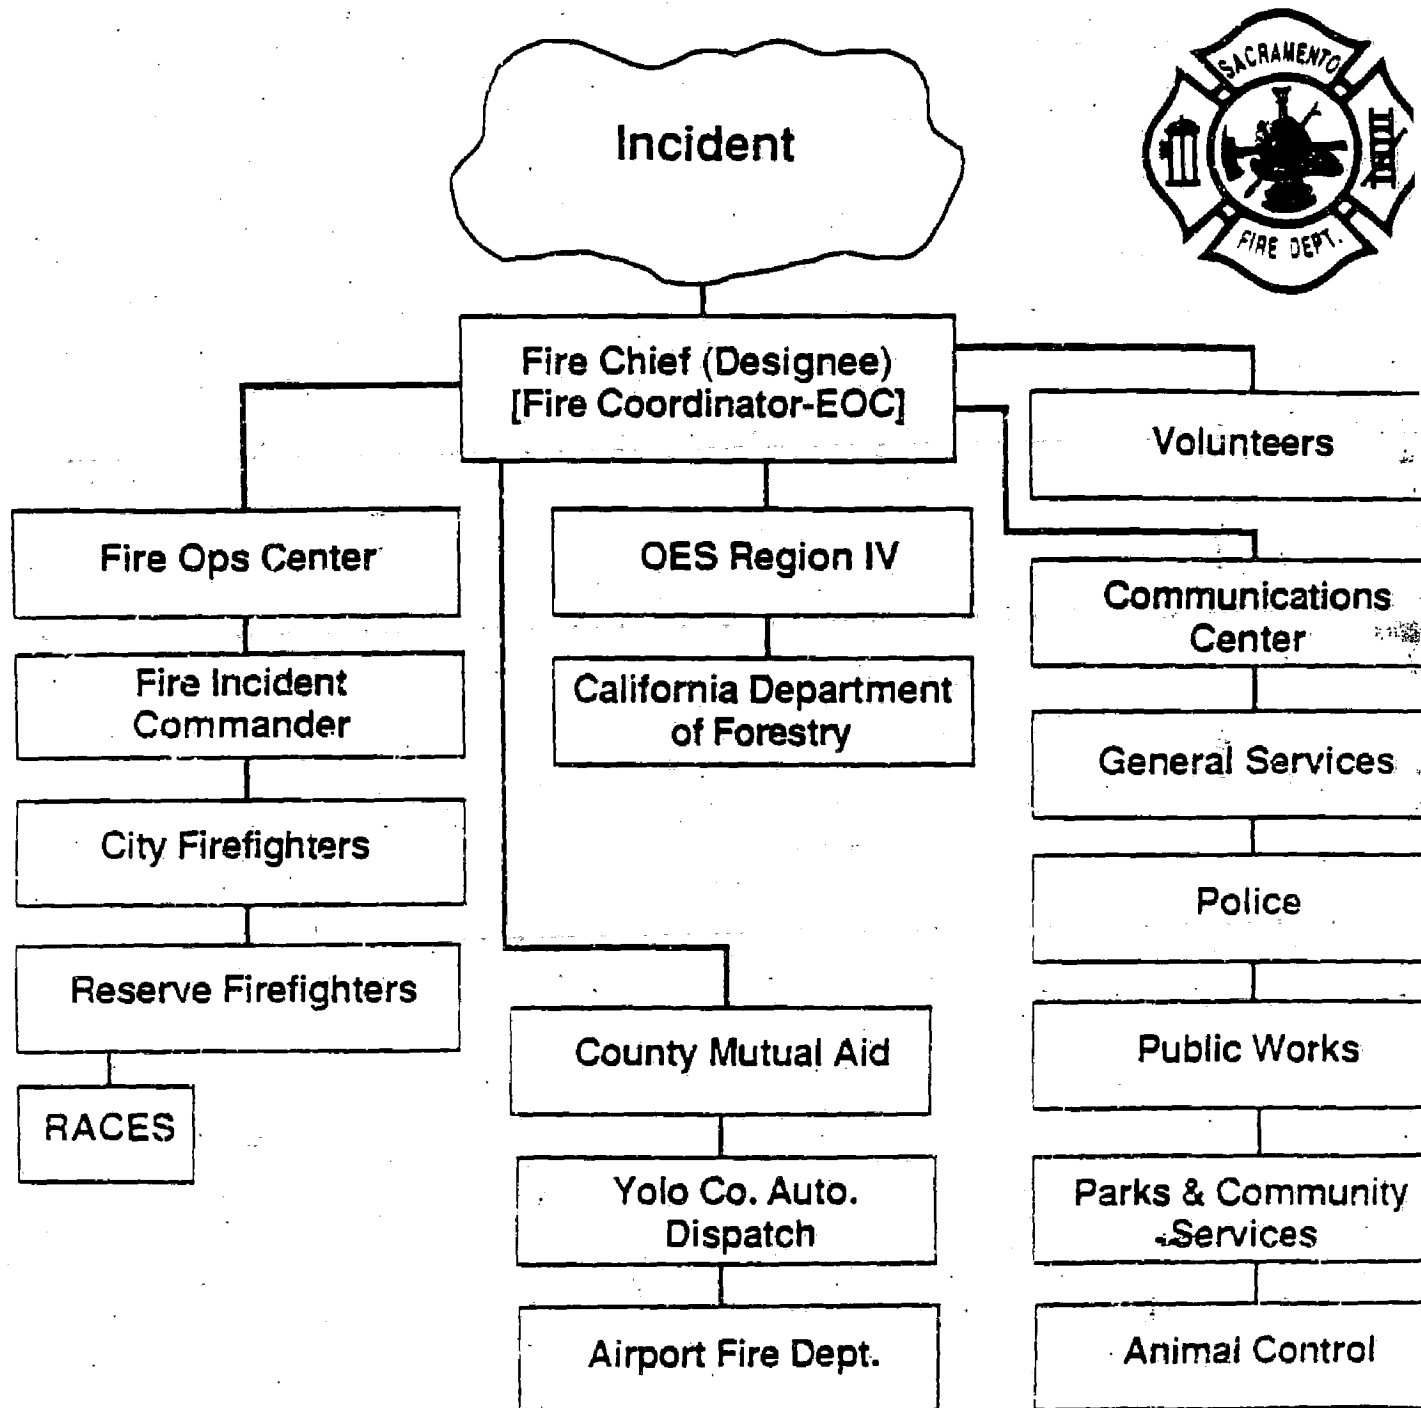 SACRAMENTO
FIRE DEPT.
Incident
Fire Chief (Designee)
[Fire Coordinator-EOC]
Volunteers
Fire Ops Center
OES Region IV
Communications
Center
Fire Incident
Commander
California Department
of Forestry
General Services
City Firefighters
Police
Reserve Firefighters
County Mutual Aid
Public Works
RACES
Yolo Co. Auto.
Dispatch
Parks & Community
Services
Airport Fire Dept.
Animal Control